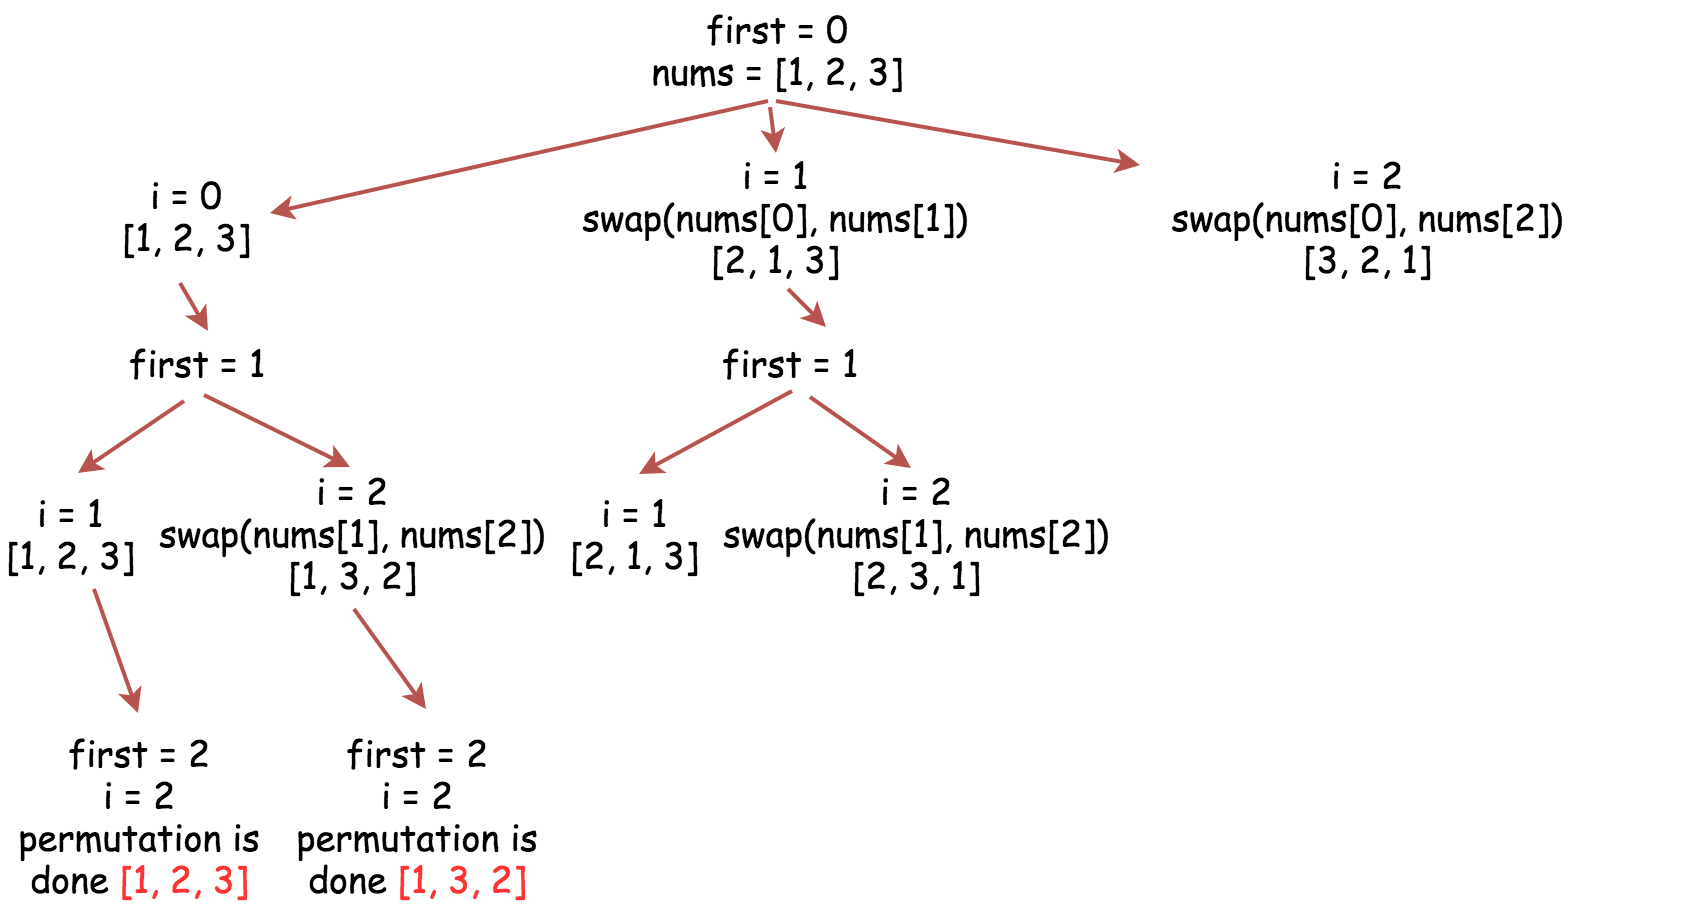 first = 0
nums = [1, 2, 3]
i = 0
[1, 2, 3]
i = 1
swap(nums[0], nums[1])
[2, 1, 3]
i = 2
swap(nums[0], nums[2])
[3, 2, 1]
first = 1
first = 1
i = 1
[1, 2, 3]
i = 2
swap(nums[1], nums[2])
[1, 3, 2]
i = 1
[2, 1, 3]
i = 2
swap(nums[1], nums[2])
[2, 3, 1]
first = 2
i = 2
permutation is
done [1, 2, 3]
first = 2
i = 2
permutation is
done [1, 3, 2]